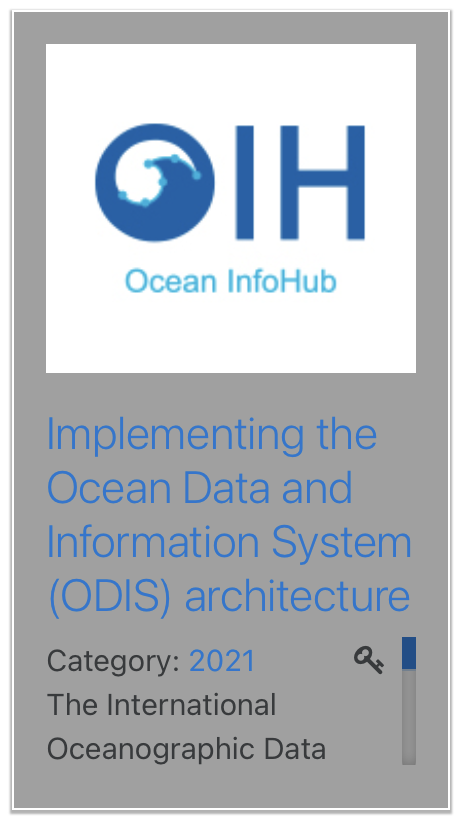 OIH
Ocean InfoHub
Implementing the
Ocean Data and
Information System
(ODIS) architecture
Category: 2021
The International
Oceanographic Data